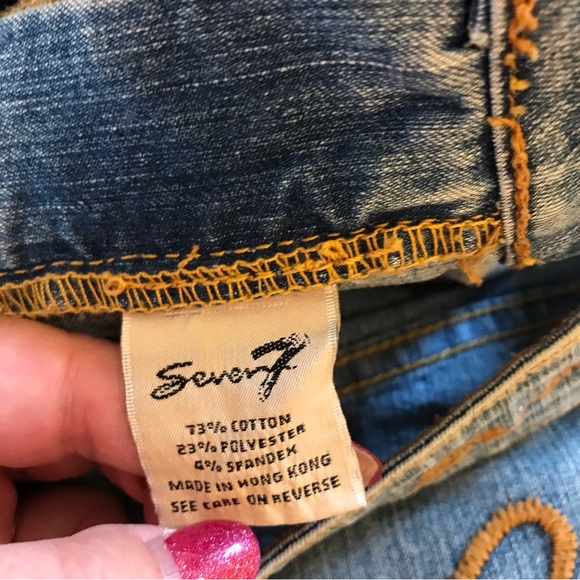 Seven7
73% COTTON
23% POLYESTER
4% SPANDEX
MADE IN HONG KONG
SEE CARE ON REVERSE